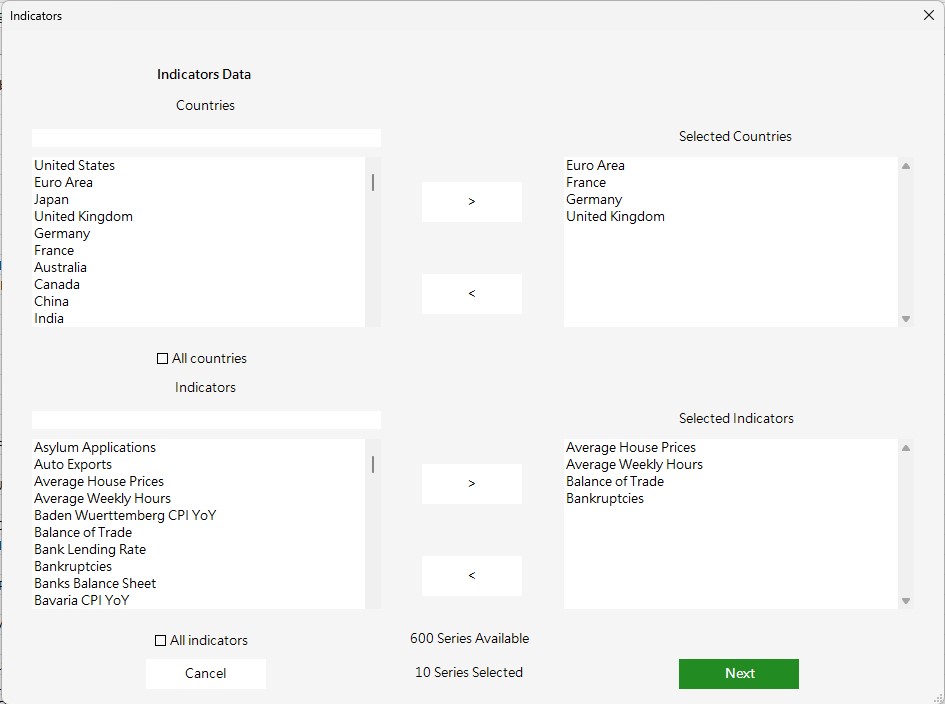 Indicators
Indicators Data
Countries
Selected Countries
United States
Euro Area
Japan
United Kingdom
Germany
France
Australia
Canada
China
India
>
<
Euro Area
France
Germany
United Kingdom
All countries
Indicators
Selected Indicators
Asylum Applications
Auto Exports
Average House Prices
Average Weekly Hours
Baden Wuerttemberg CPI YoY
Balance of Trade
Bank Lending Rate
Bankruptcies
Banks Balance Sheet
Bavaria CPI YoY
>
<
Average House Prices
Average Weekly Hours
Balance of Trade
Bankruptcies
All indicators
600 Series Available
Cancel
10 Series Selected
Next